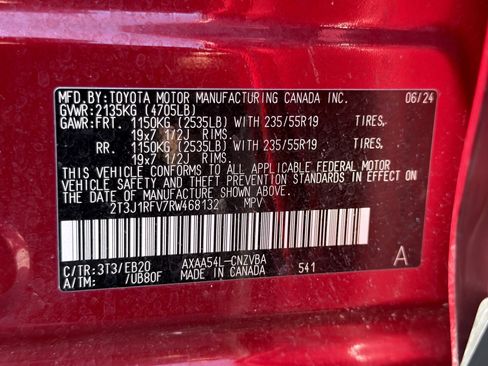 MFD.BY:TOYOTA MOTOR MANUFACTURING CANADA INC. 06/24
GVWR:2135KG (4705LB)
GAWR:FRT. 1150KG (2535LB) WITH 235/55R19 TIRES,
19x7 1/2J RIMS.
RR. 1150KG (2535LB) WITH 235/55R19 TIRES,
19x7 1/2J RIMS.
THIS VEHICLE CONFORMS TO ALL APPLICABLE FEDERAL MOTOR
VEHICLE SAFETY AND THEFT PREVENTION STANDARDS IN EFFECT ON
THE DATE OF MANUFACTURE SHOWN ABOVE.
2T3J1RFV7RW468132 MPV
C/TR:3T3/EB20 AXAA54L-CNZVBA A
A/TM: /UB80F MADE IN CANADA 541